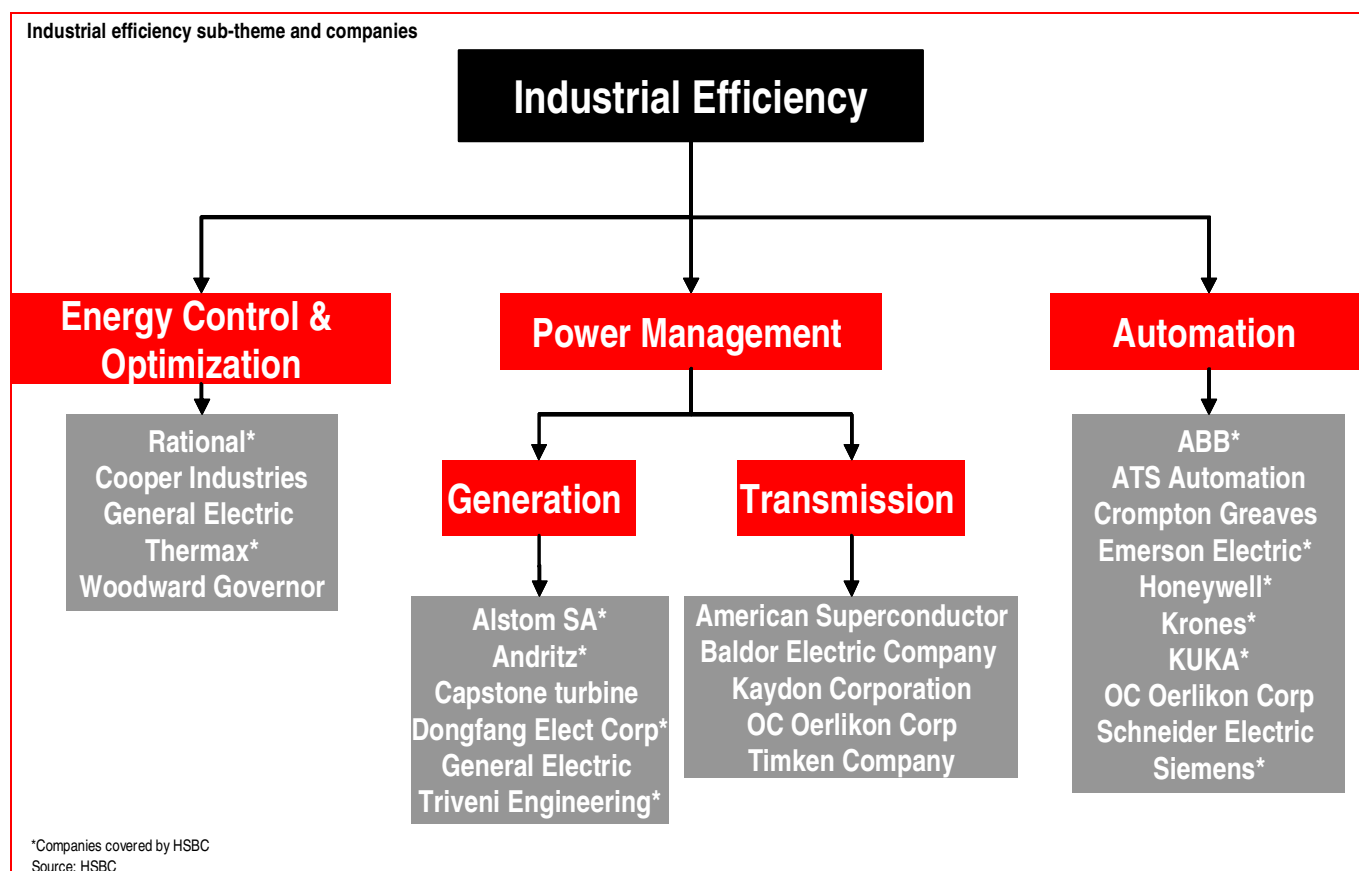 Industrial efficiency sub-theme and companies
Industrial Efficiency
Energy Control &
Optimization
Rational*
Cooper Industries
General Electric
Thermax*
Woodward Governor
Power Management
Generation
Alstom SA*
Andritz*
Capstone turbine
Dongfang Elect Corp*
General Electric
Triveni Engineering*
Transmission
American Superconductor
Baldor Electric Company
Kaydon Corporation
OC Oerlikon Corp
Timken Company
Automation
ABB*
ATS Automation
Crompton Greaves
Emerson Electric*
Honeywell*
Krones*
KUKA*
OC Oerlikon Corp
Schneider Electric
Siemens*
*Companies covered by HSBC
Source: HSBC